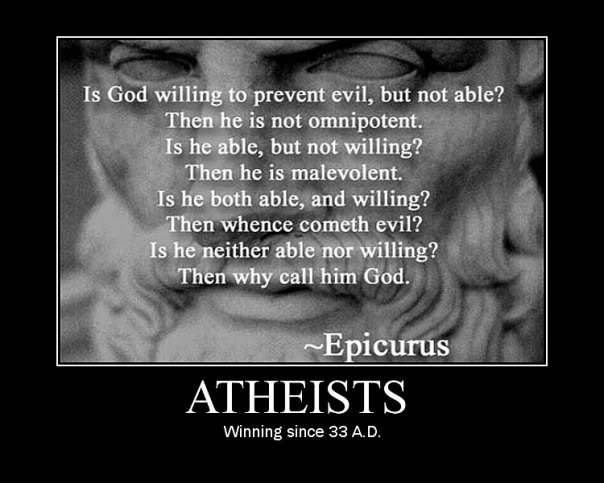 Is God willing to prevent evil, but not able?
Then he is not omnipotent.
Is he able, but not willing?
Then he is malevolent.
Is he both able, and willing?
Then whence cometh evil?
Is he neither able nor willing?
Then why call him God.
~Epicurus
ATHEISTS
Winning since 33 A.D.